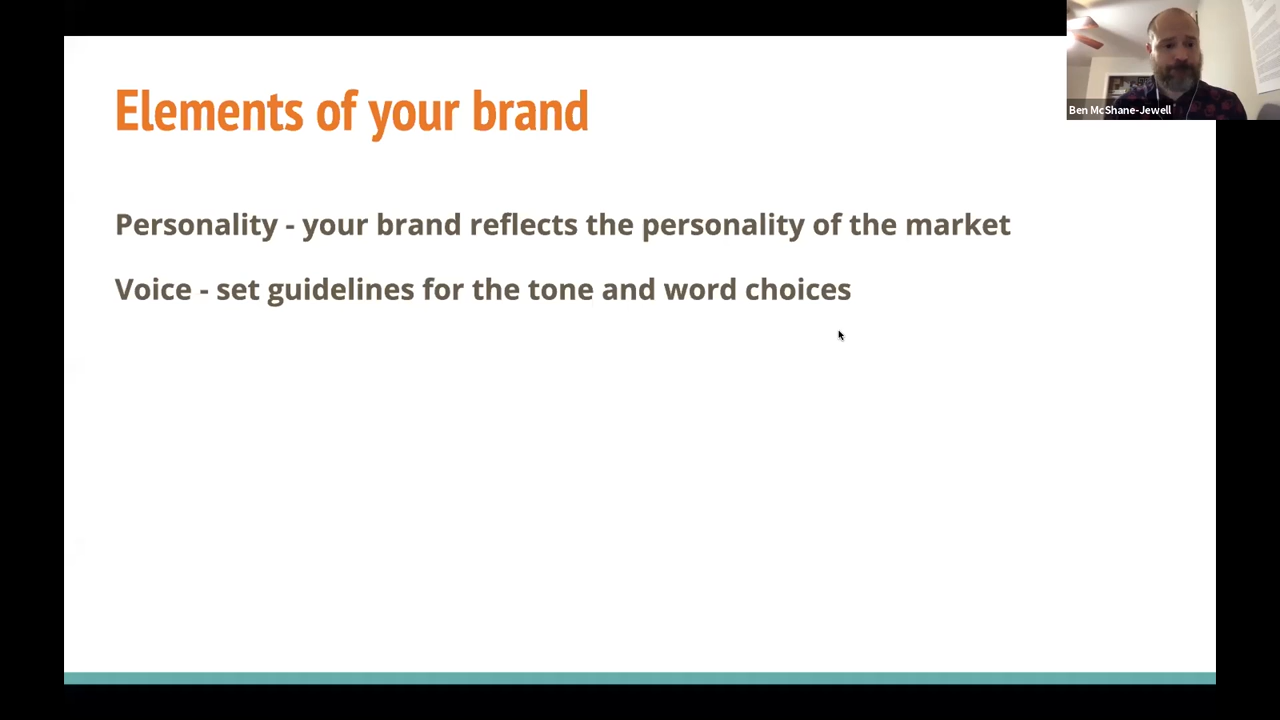 Elements of your brand
Ben McShane-Jewell
Personality - your brand reflects the personality of the market
Voice - set guidelines for the tone and word choices